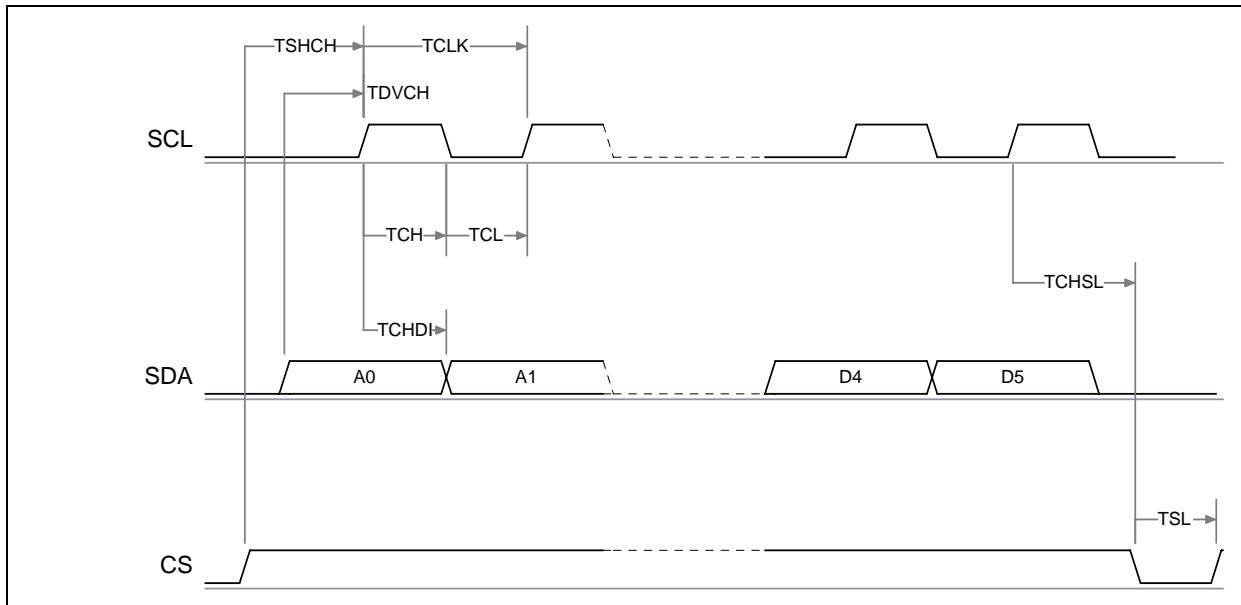 TSHCH
TCLK
TDVCH
SCL
TCH
TCL
TCHSL
TCHDI
SDA
A0
A1
D4
D5
TSL
CS